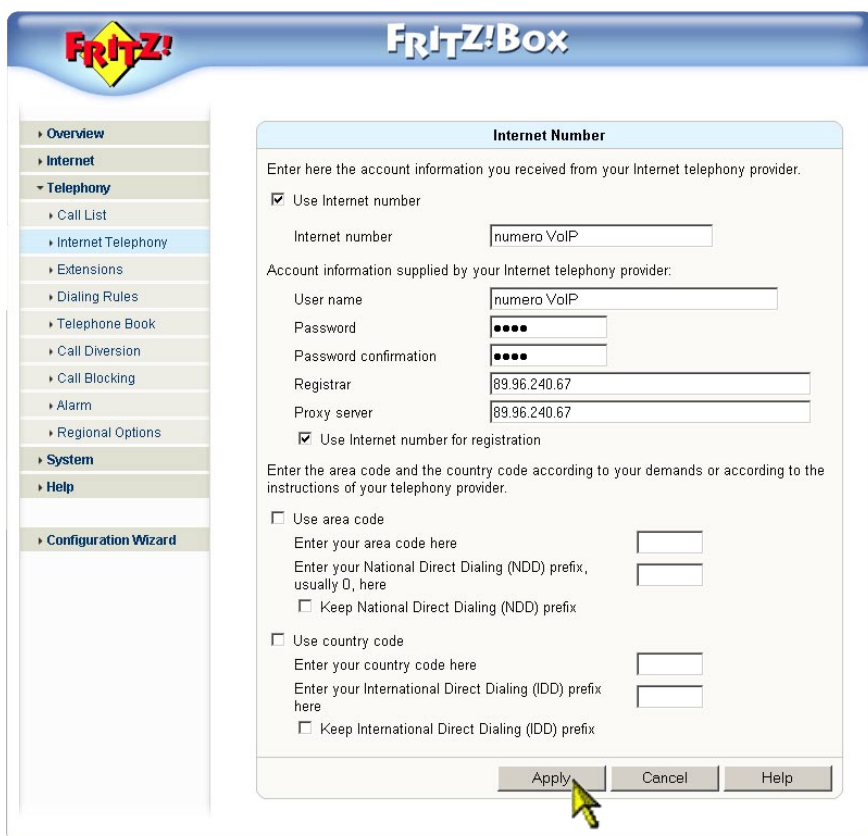 FRITZ!
FRITZ!BOX
Overview
Internet
Telephony
Call List
Internet Telephony
Extensions
Dialing Rules
Telephone Book
Call Diversion
Call Blocking
Alarm
Regional Options
System
Help
Configuration Wizard
Internet Number
Enter here the account information you received from your Internet telephony provider.
Use Internet number
Internet number numero VoIP
Account information supplied by your Internet telephony provider:
User name numero VoIP
Password ●●●●
Password confirmation ●●●●
Registrar 89.96.240.67
Proxy server 89.96.240.67
Use Internet number for registration
Enter the area code and the country code according to your demands or according to the
instructions of your telephony provider.
Use area code
Enter your area code here
Enter your National Direct Dialing (NDD) prefix,
usually 0, here
Keep National Direct Dialing (NDD) prefix
Use country code
Enter your country code here
Enter your International Direct Dialing (IDD) prefix
here
Keep International Direct Dialing (IDD) prefix
Apply Cancel Help